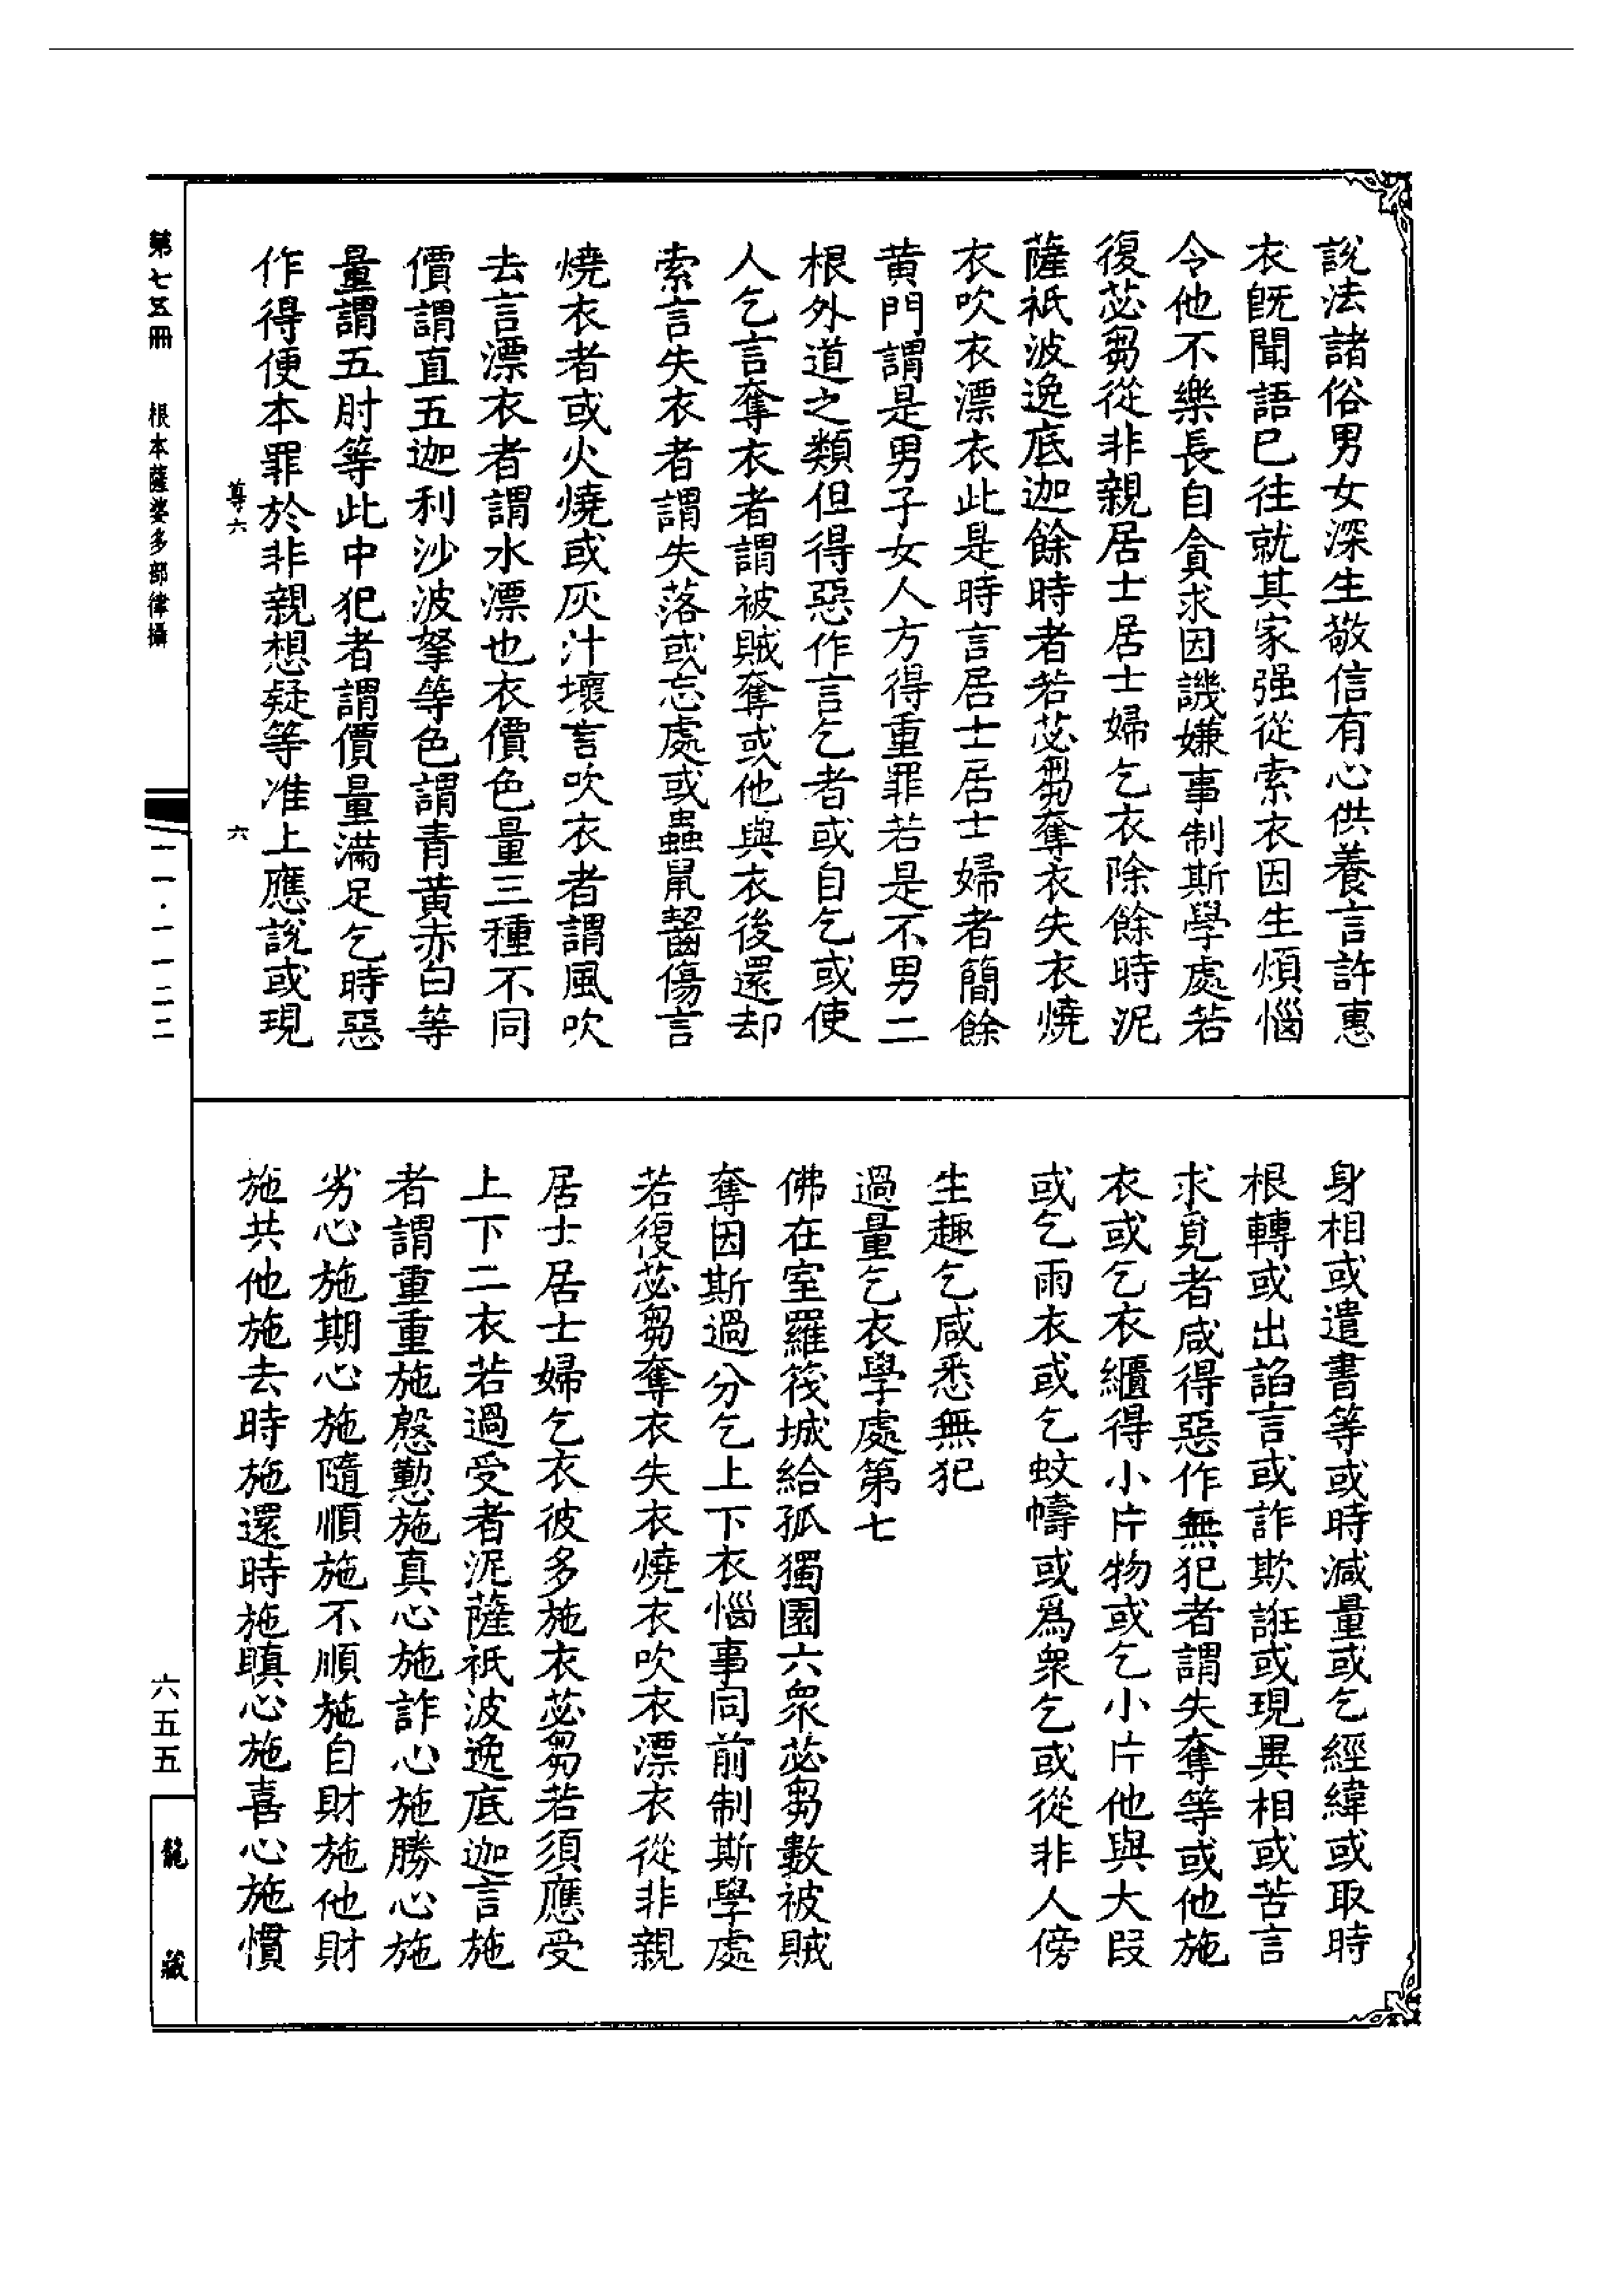 說法諸俗男女深生敬信有心供養言許惠
衣旣聞語已往就其家强從索衣因生煩惱
令他不樂長自貪求因譏嫌事制斯學處若
復苾芻從非親居士居士婦乞衣除餘時泥
薩祇波逸底迦餘時者若苾芻奪衣失衣燒
衣吹衣漂衣此是時言居士居士婦者簡餘
黄門謂是男子女人方得重罪若是不男二
根外道之類但得惡作言乞者或自乞或使
人乞言奪衣者謂被賊奪或他與衣後還却
索言失衣者謂失落或忘處或蟲鼠齧傷言
燒衣者或火燒或灰汁壞言吹衣者謂風吹
去言漂衣者謂水漂也衣價色量三種不同
價謂直五迦利沙波拏等色謂青黄赤白等
量謂五肘等此中犯者謂價量滿足乞時惡
作得便本罪於非親想疑等准上應說或現
尊六 六
身相或遣書等或時減量或乞經緯或取時
根轉或出諂言或詐欺誑或現異相或苦言
求覓者咸得惡作無犯者謂失奪等或他施
衣或乞衣繼得小片物或乞小片他與大段
或乞雨衣或乞蚊幬或爲衆乞或從非人傍
生趣乞咸悉無犯
過量乞衣學處第七
佛在室羅筏城給孤獨園六衆苾芻數被賊
奪因斯過分乞上下衣惱事同前制斯學處
若復苾芻奪衣失衣燒衣吹衣漂衣從非親
居士居士婦乞衣彼多施衣苾芻若須應受
上下二衣若過受者泥薩祇波逸底迦言施
者謂重重施慇懃施真心施詐心施勝心施
劣心施期心施隨順施不順施自財施他財
施共他施施去時施還時施瞋心施喜心施慣
第七五冊 根本薩婆多部律攝
一一·一一二二
六五五
龍藏